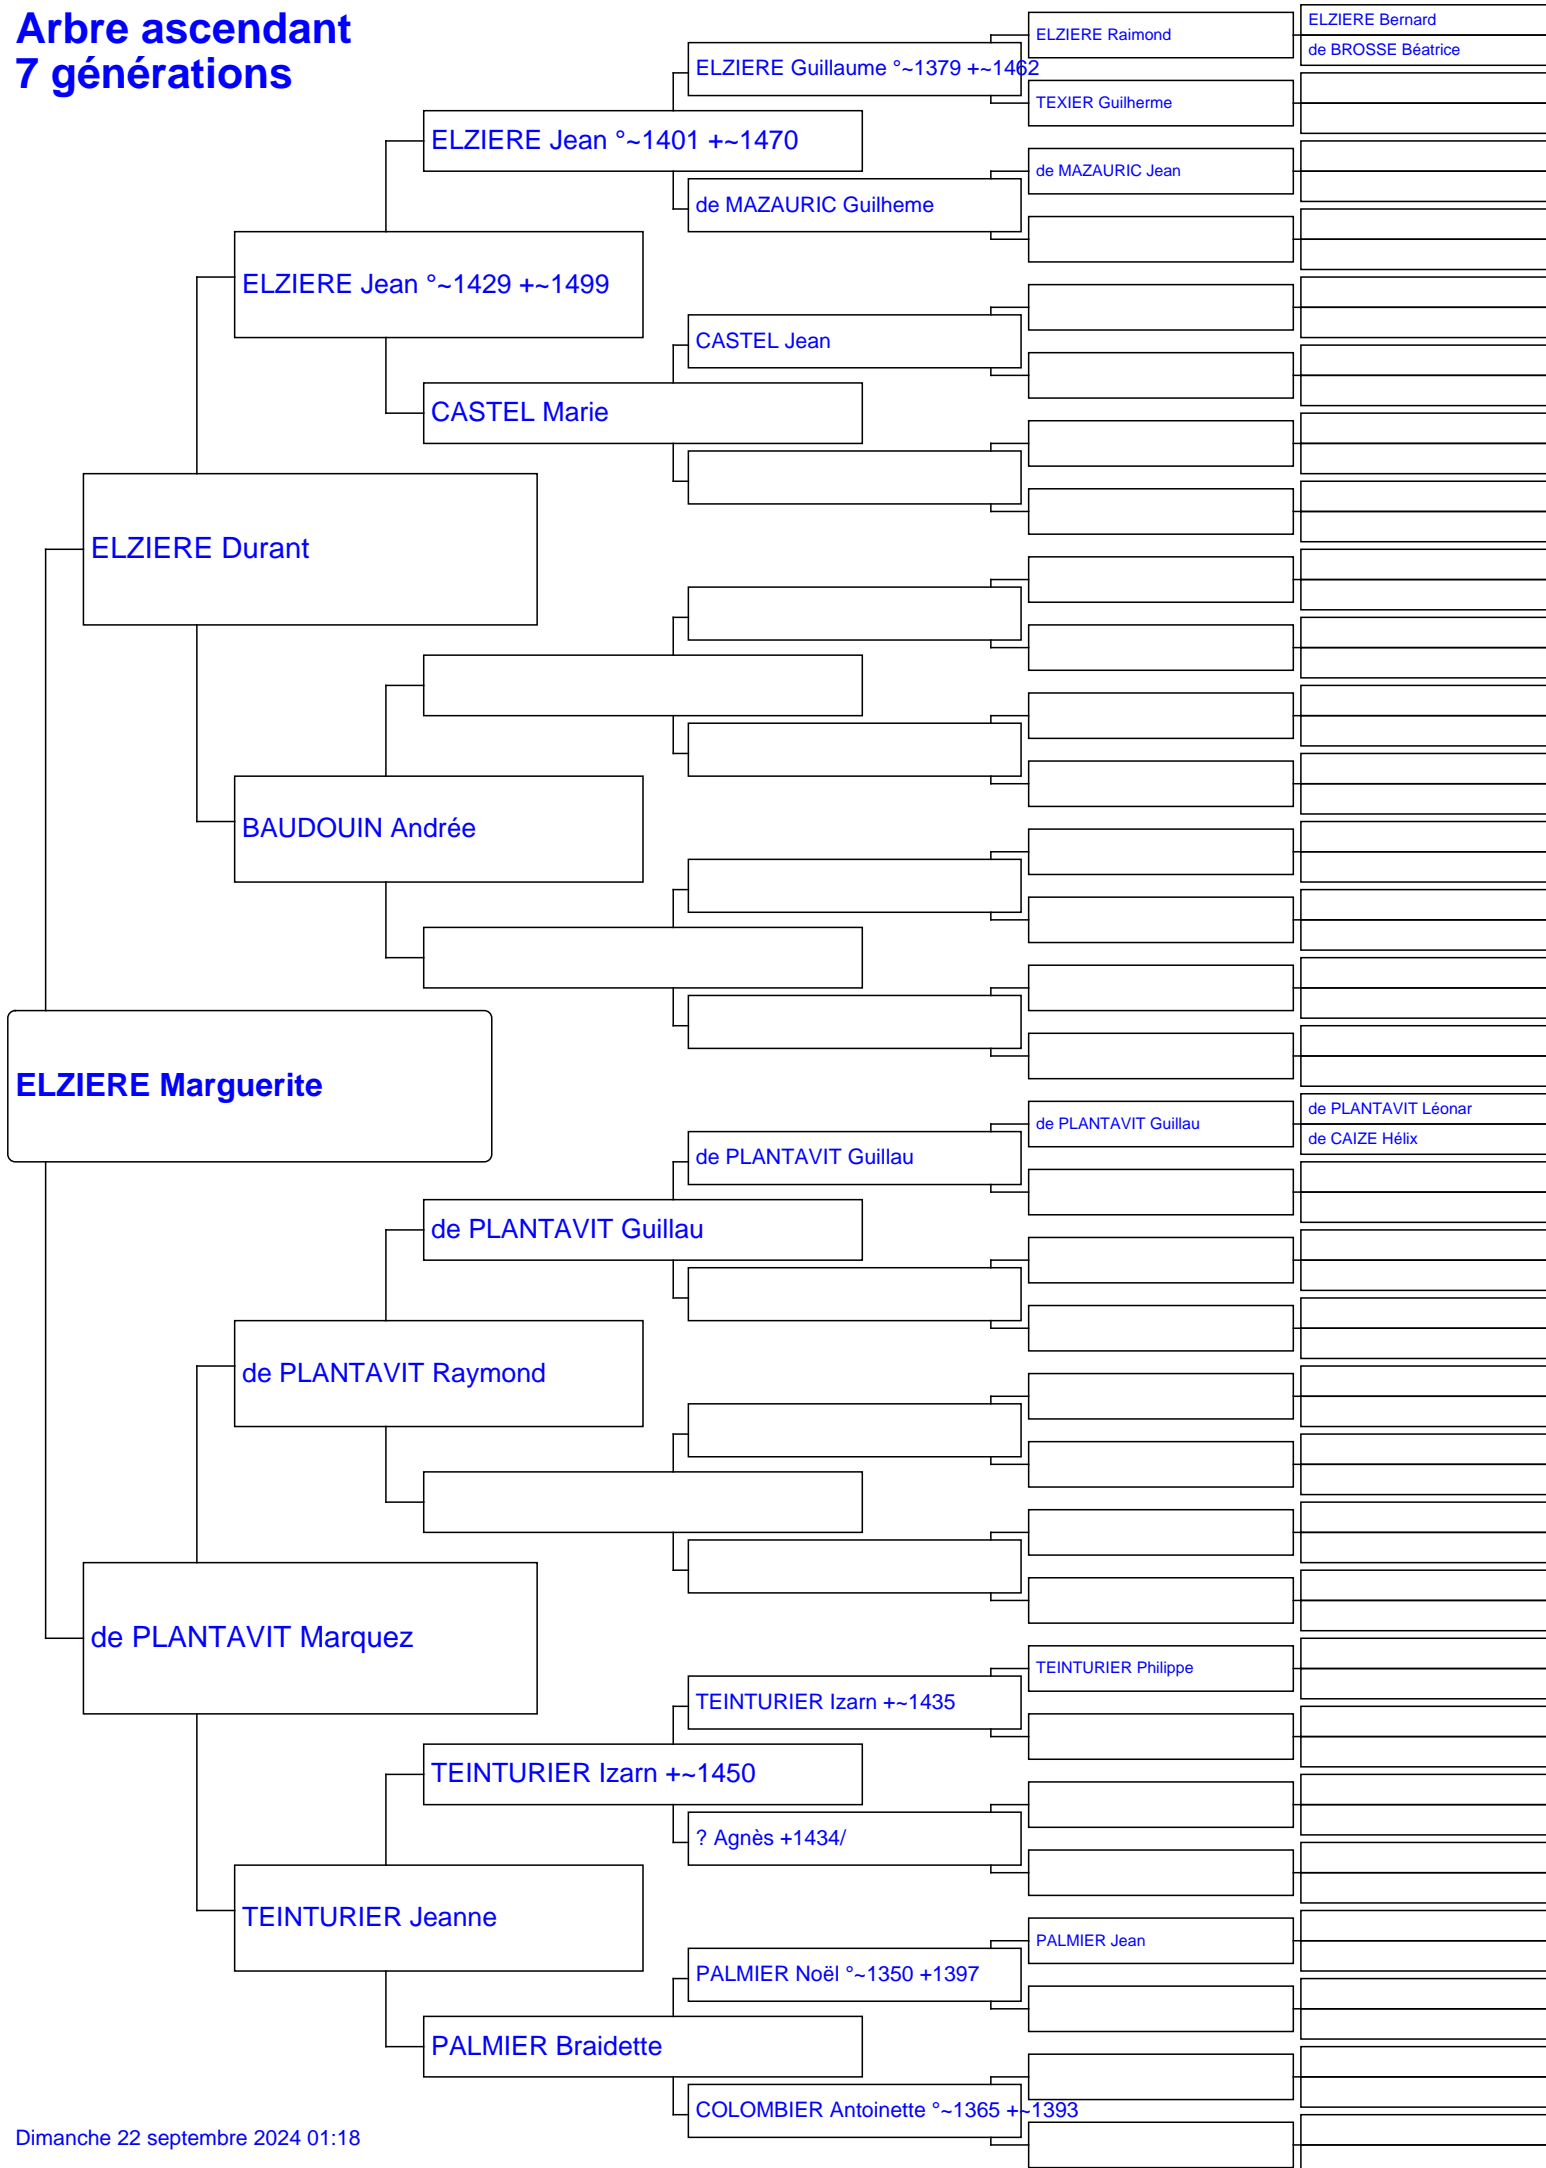 Arbre ascendant
7 générations
ELZIERE Bernard
ELZIERE Raimond
de BROSSE Béatrice
ELZIERE Guillaume °~1379 +~1462
TEXIER Guilherme
ELZIERE Jean °~1401 +~1470
de MAZAURIC Jean
de MAZAURIC Guilheme
ELZIERE Jean °~1429 +~1499
CASTEL Jean
CASTEL Marie
ELZIERE Durant
BAUDOUIN Andrée
ELZIERE Marguerite
de PLANTAVIT Léonar
de PLANTAVIT Guillau
de CAIZE Hélix
de PLANTAVIT Guillau
de PLANTAVIT Guillau
de PLANTAVIT Raymond
de PLANTAVIT Marquez
TEINTURIER Philippe
TEINTURIER Izarn +~1435
TEINTURIER Izarn +~1450
? Agnès +1434/
TEINTURIER Jeanne
PALMIER Jean
PALMIER Noël °~1350 +1397
PALMIER Braidette
COLOMBIER Antoinette °~1365 +~1393
Dimanche 22 septembre 2024 01:18